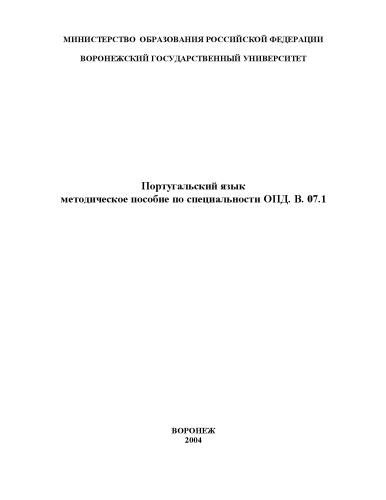 МИНИСТЕРСТВО ОБРАЗОВАНИЯ РОССИЙСКОЙ ФЕДЕРАЦИИ
ВОРОНЕЖСКИЙ ГОСУДАРСТВЕННЫЙ УНИВЕРСИТЕТ
Португальский язык
методическое пособие по специальности ОПД. В. 07.1
ВОРОНЕЖ
2004